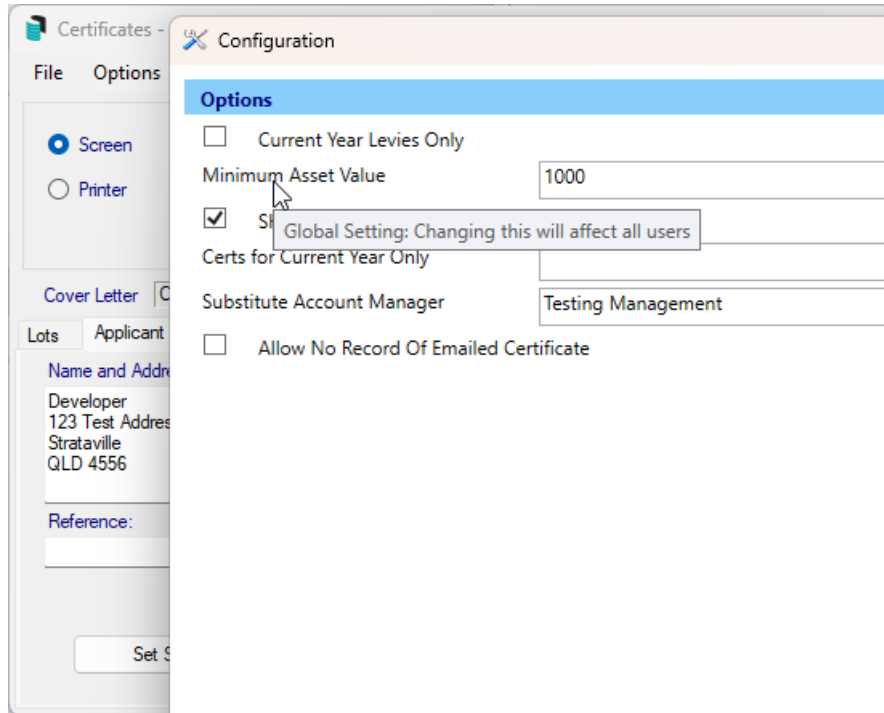 Certificates -
File Options
Screen
Printer
Cover Letter
Lots Applicant
Name and Addre
Developer
123 Test Addres
Strataville
QLD 4556
Reference:
Set S
Configuration
Options
Current Year Levies Only
Minimum Asset Value 1000
Global Setting: Changing this will affect all users
Certs for Current Year Only
Substitute Account Manager Testing Management
Allow No Record Of Emailed Certificate